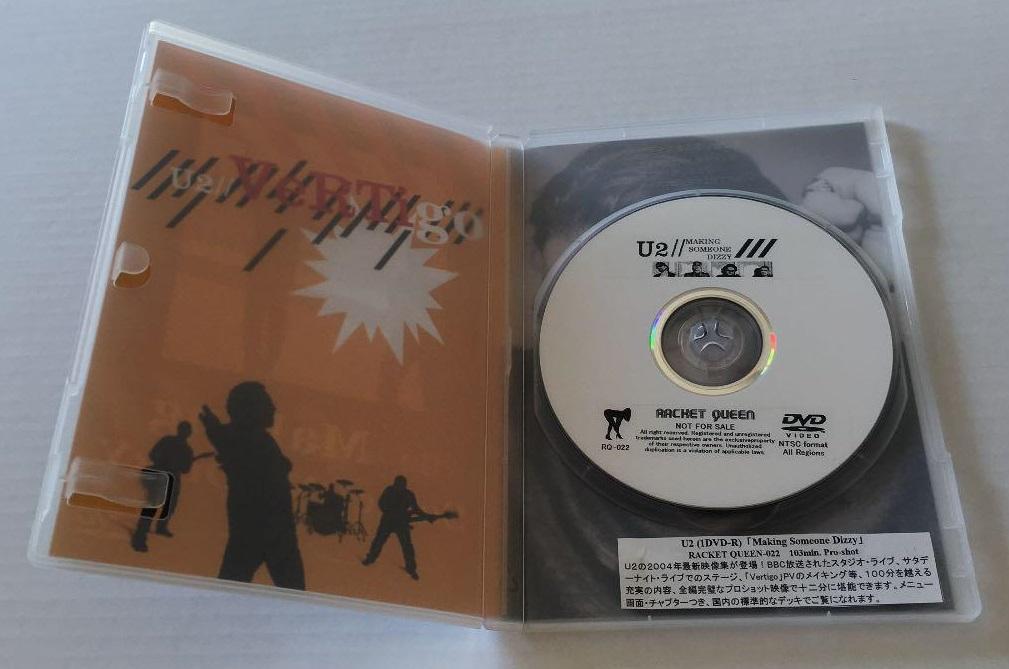 U2// VeRTigo
U2//MAKING
SOMEONE
DIZZY
RACKET QUEEN
NOT FOR SALE
All right reserved. Registered and unregistered
trademarks used heroes are the exclusiveproperty
of their respective owners. Unautholized
duplication is a violation of applicable laws.
RQ-022
DVD
VIDEO
NTSC format
All Regions
U2 (1DVD-R)「Making Someone Dizzy」
RACKET QUEEN-022 103min. Pro-shot
U2の2004年最新映像集が登場！BBC放送されたスタジオ・ライブ、サタデ
ーナイト・ライブでのステージ、「Vertigo」PVのメイキング等、100分を越える
充実の内容、全編完璧なプロショット映像で十二分に堪能できます。メニュー
画面・チャプターつき、国内の標準的なデッキでご覧になれます。